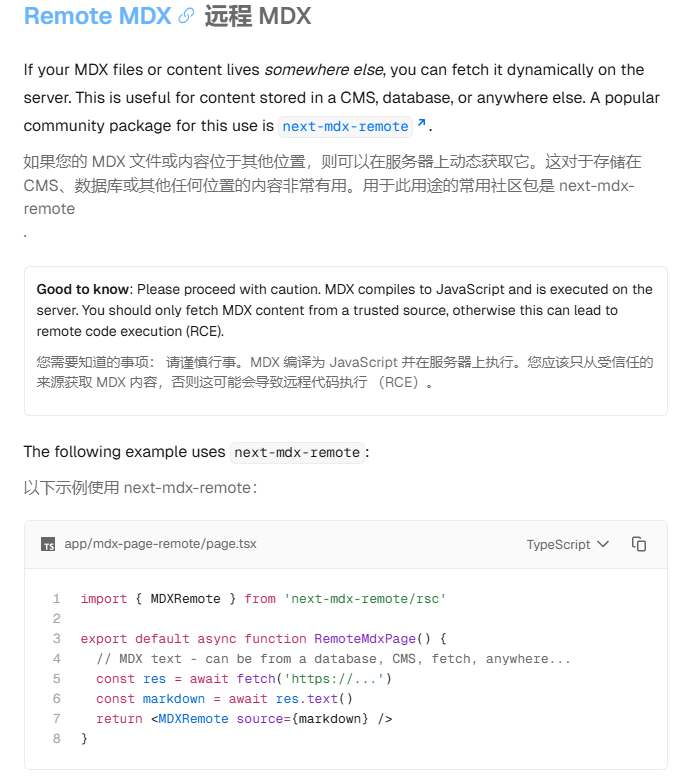 Remote MDX 远程 MDX
If your MDX files or content lives somewhere else, you can fetch it dynamically on the
server. This is useful for content stored in a CMS, database, or anywhere else. A popular
community package for this use is next-mdx-remote.
如果您的 MDX 文件或内容位于其他位置，则可以在服务器上动态获取它。这对于存储在
CMS、数据库或其他任何位置的内容非常有用。用于此用途的常用社区包是 next-mdx-
remote
.
Good to know: Please proceed with caution. MDX compiles to JavaScript and is executed on the
server. You should only fetch MDX content from a trusted source, otherwise this can lead to
remote code execution (RCE).
您需要知道的事项： 请谨慎行事。MDX 编译为 JavaScript 并在服务器上执行。您应该只从受信任的
来源获取 MDX 内容，否则这可能会导致远程代码执行 （RCE）。
The following example uses next-mdx-remote:
以下示例使用 next-mdx-remote：
TS app/mdx-page-remote/page.tsx TypeScript
1 import { MDXRemote } from 'next-mdx-remote/rsc'
2
3 export default async function RemoteMdxPage() {
4   // MDX text - can be from a database, CMS, fetch, anywhere...
5   const res = await fetch('https://...')
6   const markdown = await res.text()
7   return <MDXRemote source={markdown} />
8 }